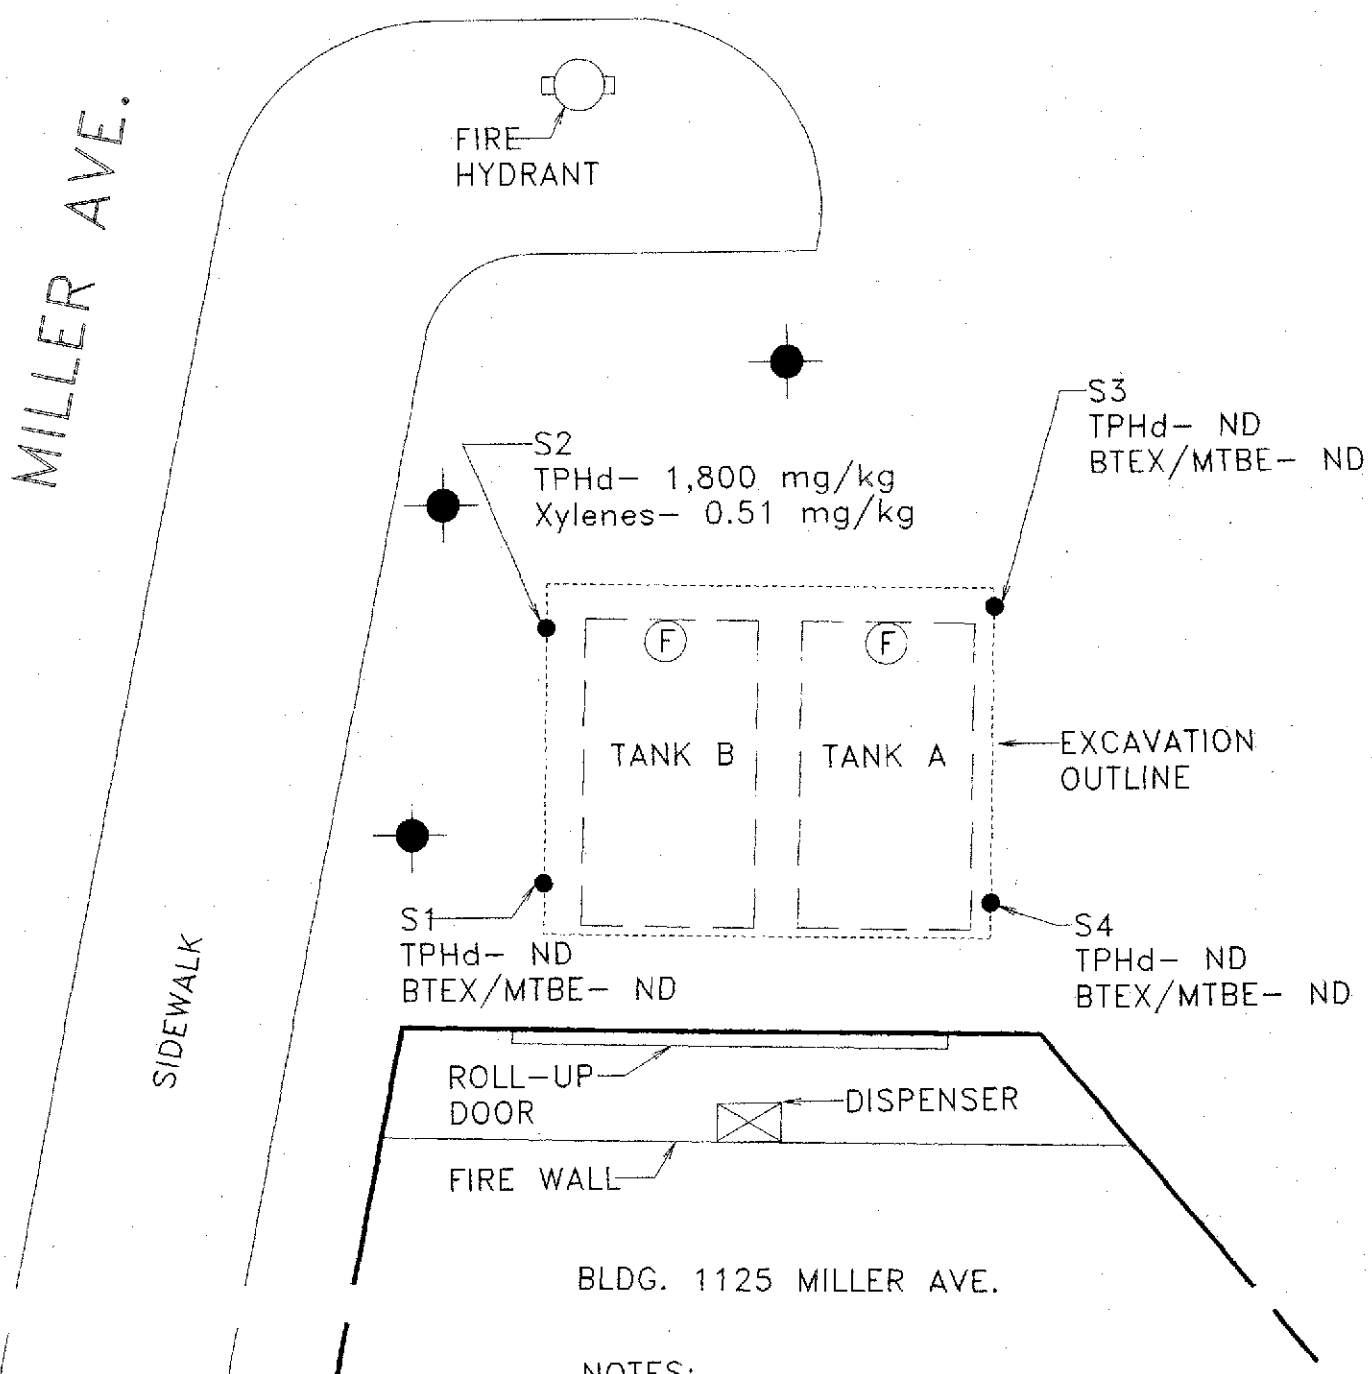 MILLER AVE.
FIRE
HYDRANT
S2
TPHd- 1,800 mg/kg
Xylenes- 0.51 mg/kg
S3
TPHd- ND
BTEX/MTBE- ND
F
F
TANK B
TANK A
EXCAVATION
OUTLINE
S1
TPHd- ND
BTEX/MTBE- ND
S4
TPHd- ND
BTEX/MTBE- ND
SIDEWALK
ROLL-UP
DOOR
DISPENSER
FIRE WALL
BLDG. 1125 MILLER AVE.
NOTES: